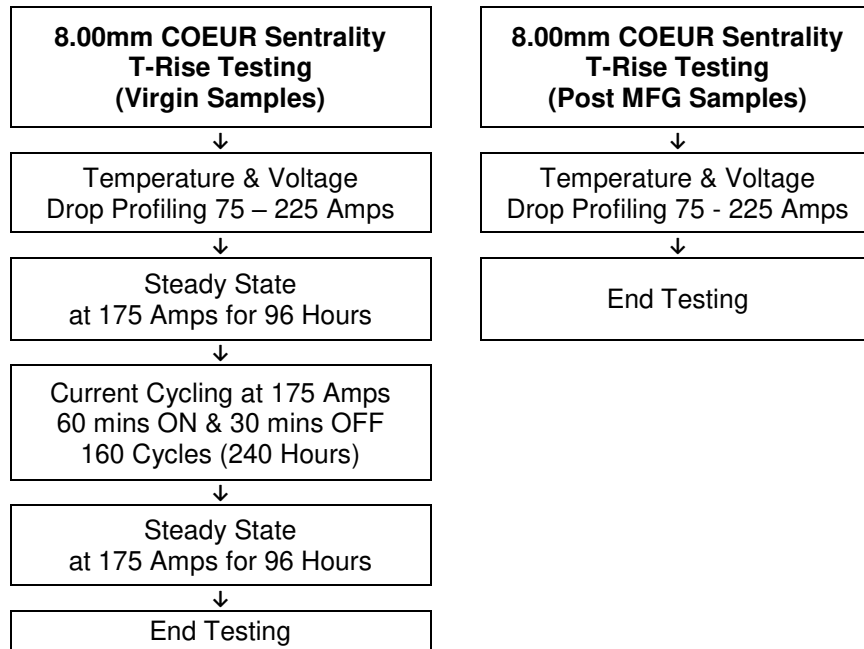 8.00mm COEUR Sentrality
T-Rise Testing
(Virgin Samples)
↓
Temperature & Voltage
Drop Profiling 75 – 225 Amps
↓
Steady State
at 175 Amps for 96 Hours
↓
Current Cycling at 175 Amps
60 mins ON & 30 mins OFF
160 Cycles (240 Hours)
↓
Steady State
at 175 Amps for 96 Hours
↓
End Testing
8.00mm COEUR Sentrality
T-Rise Testing
(Post MFG Samples)
↓
Temperature & Voltage
Drop Profiling 75 - 225 Amps
↓
End Testing